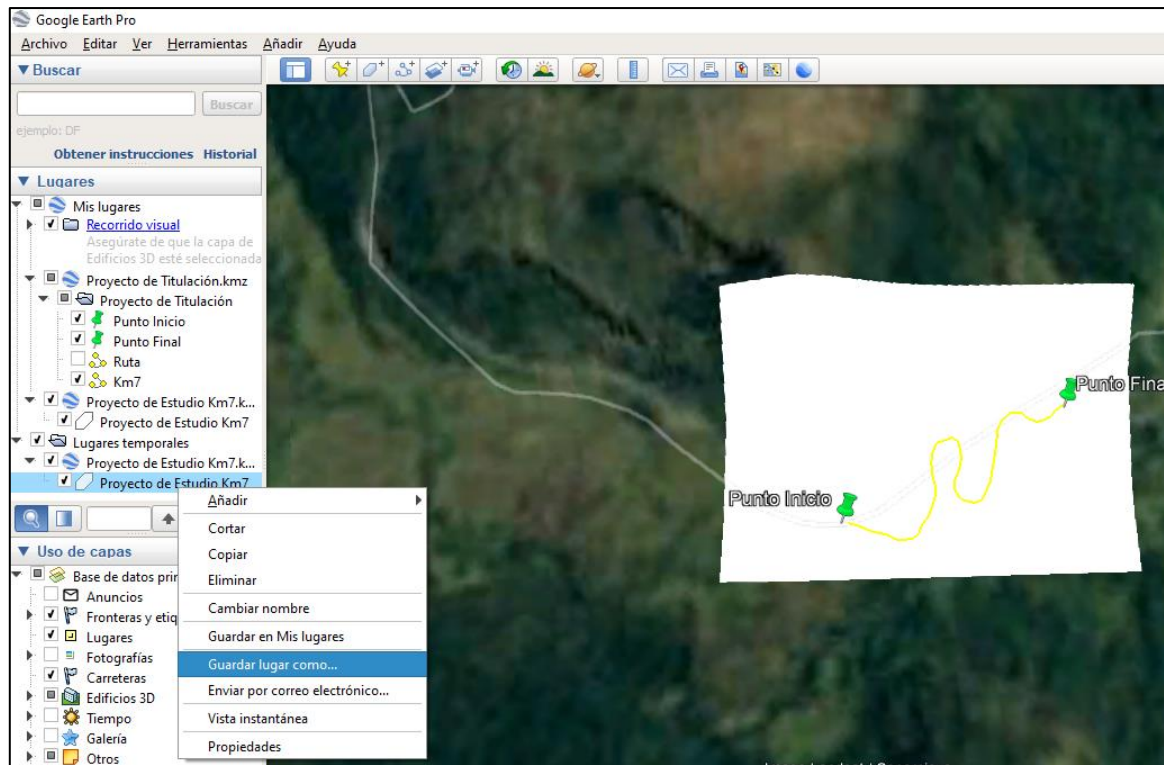 Google Earth Pro
Archivo Editar Ver Herramientas Añadir Ayuda
Buscar
Buscar
ejemplo: DF
Obtener instrucciones Historial
Lugares
Mis lugares
Recorrido visual
Asegúrate de que la capa de
Edificios 3D esté seleccionada
Proyecto de Titulación.kmz
Proyecto de Titulación
Punto Inicio
Punto Final
Ruta
Km7
Proyecto de Estudio Km7.k...
Proyecto de Estudio Km7
Lugares temporales
Proyecto de Estudio Km7.k...
Proyecto de Estudio Km7
Añadir
Cortar
Copiar
Eliminar
Cambiar nombre
Guardar en Mis lugares
Guardar lugar como...
Enviar por correo electrónico...
Vista instantánea
Propiedades
Uso de capas
Base de datos prin
Anuncios
Fronteras y etiq
Lugares
Fotografías
Carreteras
Edificios 3D
Tiempo
Galería
Otros
Punto Fina
Punto Inicio